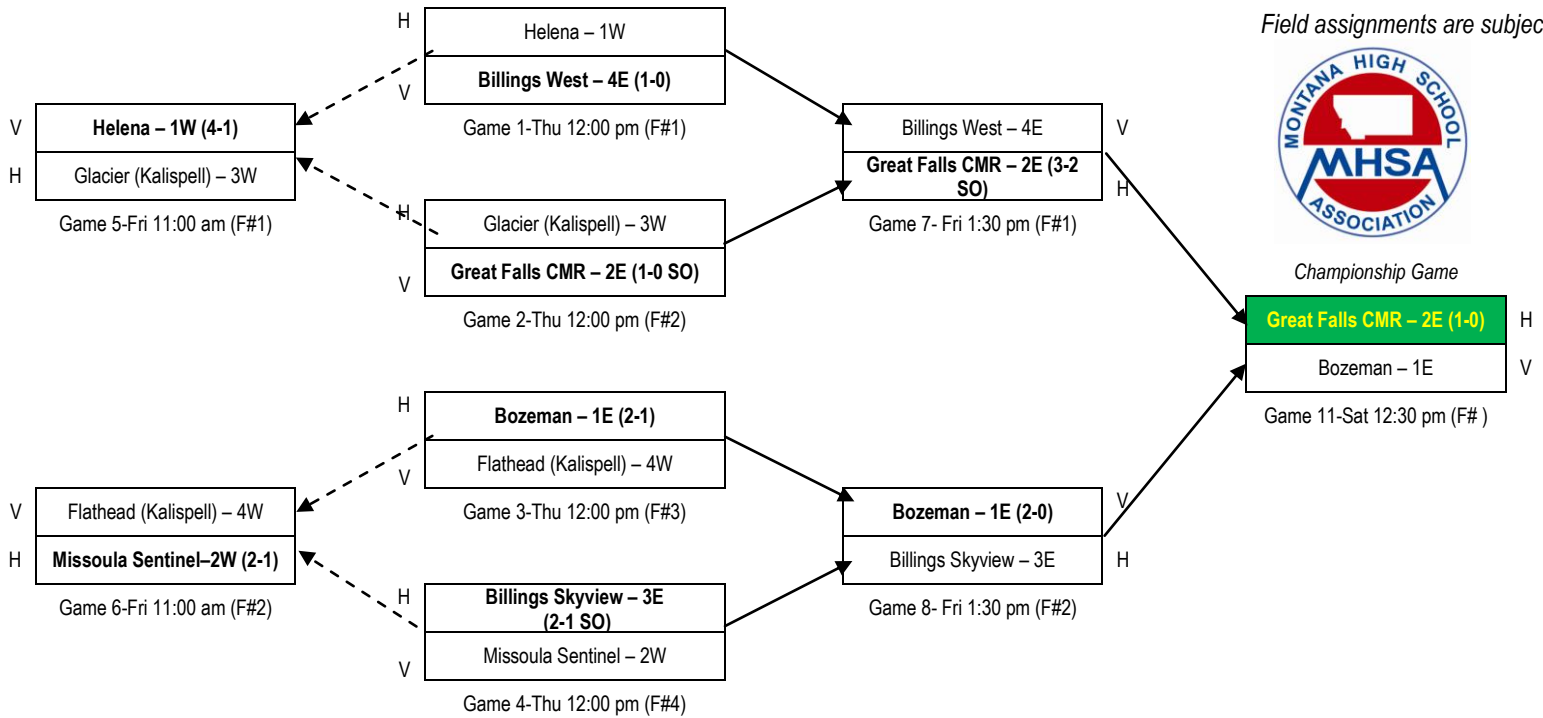 Field assignments are subjec
MONTANA HIGH SCHOOL
MHSA
ASSOCIATION
H
Helena – 1W
Billings West – 4E (1-0)
V
Game 1-Thu 12:00 pm (F#1)
V
Helena – 1W (4-1)
H
Glacier (Kalispell) – 3W
Game 5-Fri 11:00 am (F#1)
H
Glacier (Kalispell) – 3W
Great Falls CMR – 2E (1-0 SO)
V
Game 2-Thu 12:00 pm (F#2)
Billings West – 4E
V
Great Falls CMR – 2E (3-2
SO)
H
Game 7- Fri 1:30 pm (F#1)
Championship Game
Great Falls CMR – 2E (1-0)
H
Bozeman – 1E
V
Game 11-Sat 12:30 pm (F# )
H
Bozeman – 1E (2-1)
Flathead (Kalispell) – 4W
V
Game 3-Thu 12:00 pm (F#3)
V
Flathead (Kalispell) – 4W
H
Missoula Sentinel–2W (2-1)
Game 6-Fri 11:00 am (F#2)
H
Billings Skyview – 3E
(2-1 SO)
Missoula Sentinel – 2W
V
Game 4-Thu 12:00 pm (F#4)
V
Bozeman – 1E (2-0)
Billings Skyview – 3E
H
Game 8- Fri 1:30 pm (F#2)